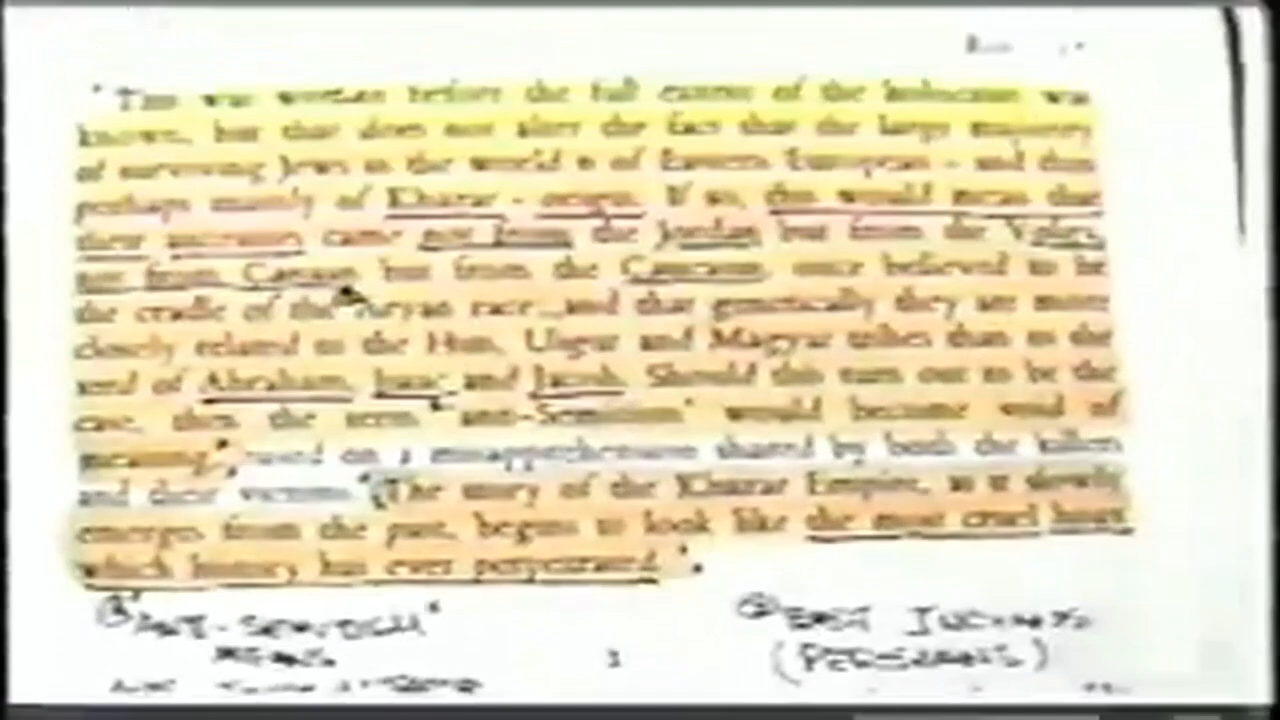 This was written before the full extent of the holocaust was
known, but that does not alter the fact that the large majority
of surviving Jews in the world is of Eastern European - and thus
perhaps mainly of Khazar - origin. If so, this would mean that
their ancestors came not from the Jordan but from the Volga,
not from Canaan but from the Caucasus, once believed to be
the cradle of the Aryan race and that genetically they are more
closely related to the Hun, Uigur and Magyar tribes than to the
seed of Abraham, Isaac and Jacob. Should this turn out to be the
case, then the term "anti-Semitism" would become void of
meaning, based on a misapprehension shared by both the killers
and their victims. The story of the Khazar Empire, as it slowly
emerges from the past, begins to look like the most cruel hoax
which history has ever perpetrated.
"ANTI-SEMITISM"
MEANS
EAST INDIANS
(PERSIANS)